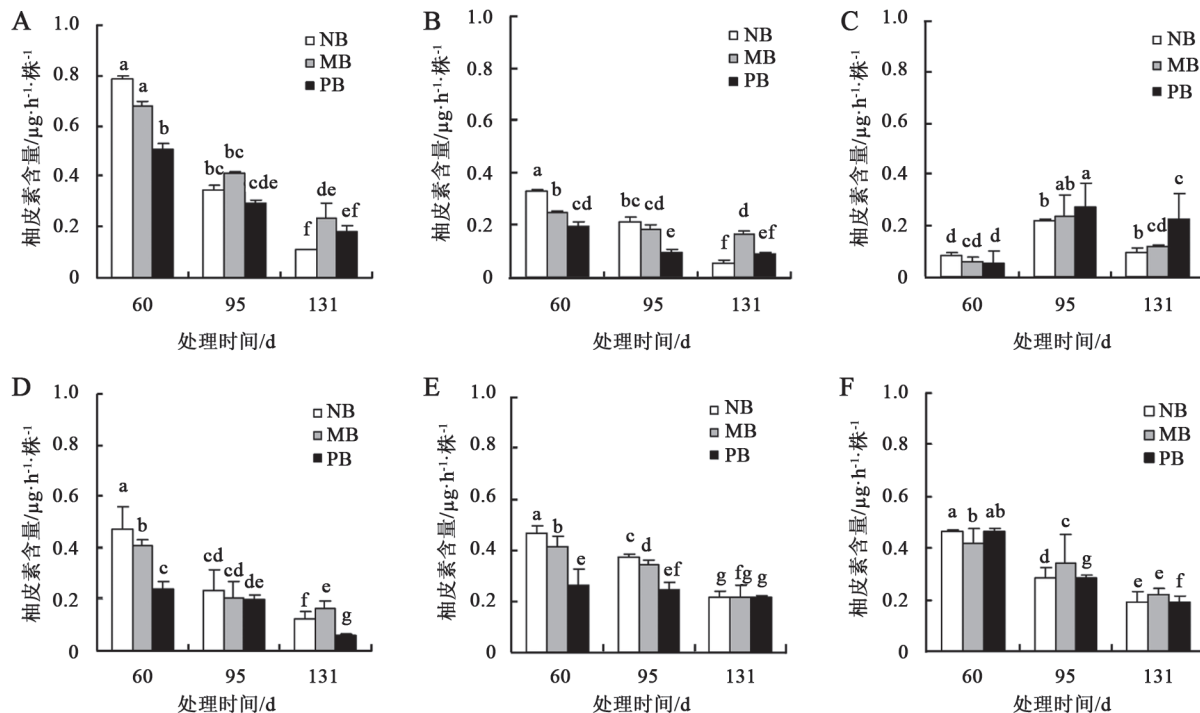 A
柚皮素含量/μg·h⁻¹·株⁻¹
1.0
0.8
0.6
0.4
0.2
0
NB
MB
PB
a a b
bc bc cde
f de ef
60 95 131
处理时间/d
B
柚皮素含量/μg·h⁻¹·株⁻¹
1.0
0.8
0.6
0.4
0.2
0
NB
MB
PB
a b cd
bc cd e
f d ef
60 95 131
处理时间/d
C
柚皮素含量/μg·h⁻¹·株⁻¹
1.0
0.8
0.6
0.4
0.2
0
NB
MB
PB
d cd d
b ab a
b cd c
60 95 131
处理时间/d
D
柚皮素含量/μg·h⁻¹·株⁻¹
1.0
0.8
0.6
0.4
0.2
0
NB
MB
PB
a b c
cd cd de
f e g
60 95 131
处理时间/d
E
柚皮素含量/μg·h⁻¹·株⁻¹
1.0
0.8
0.6
0.4
0.2
0
NB
MB
PB
a b e
c d ef
g fg g
60 95 131
处理时间/d
F
柚皮素含量/μg·h⁻¹·株⁻¹
1.0
0.8
0.6
0.4
0.2
0
NB
MB
PB
a b ab
d c g
e e f
60 95 131
处理时间/d